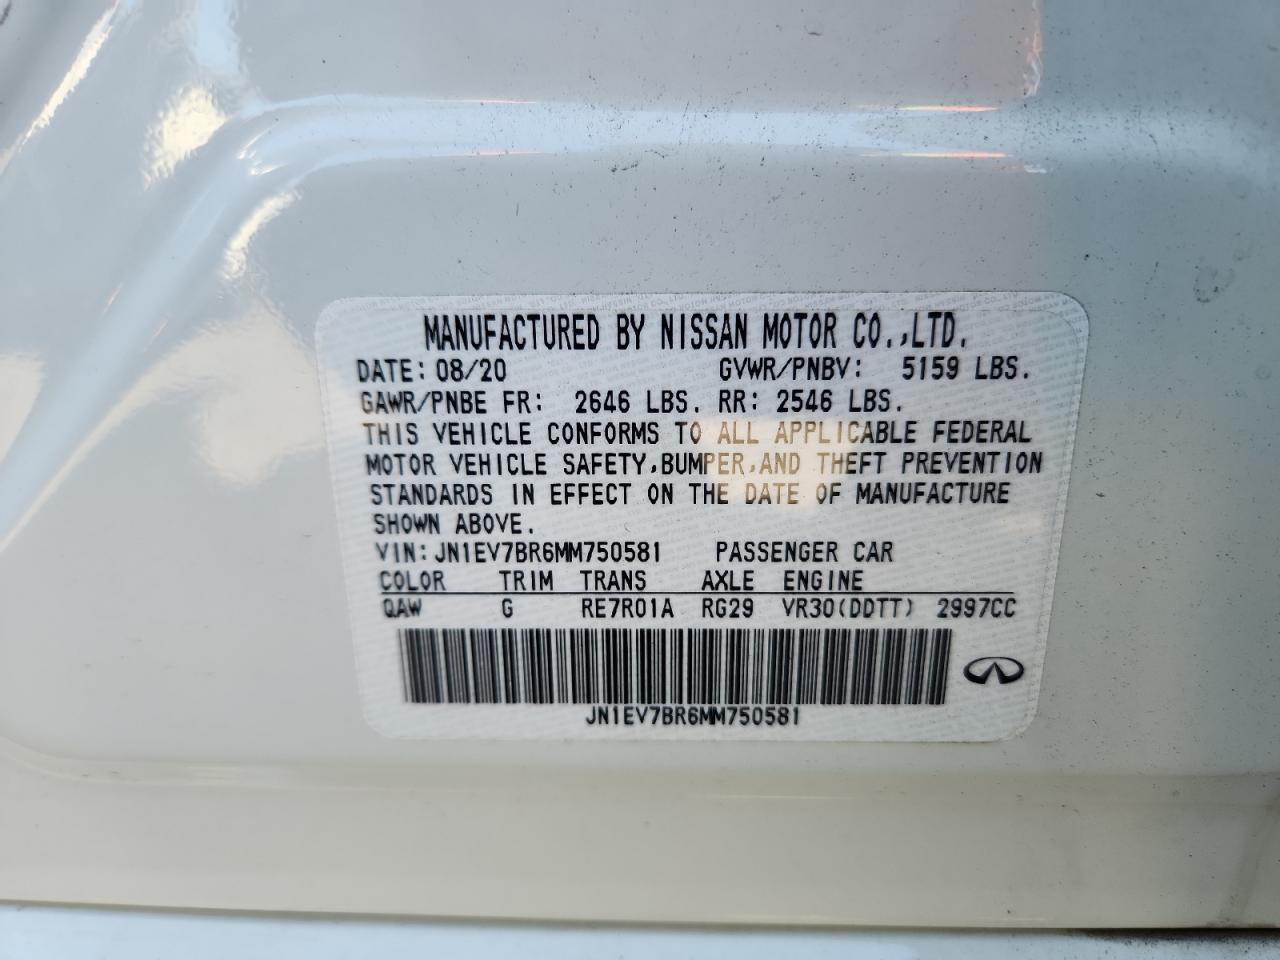 MANUFACTURED BY NISSAN MOTOR CO.,LTD.
DATE: 08/20 GVWR/PNBV: 5159 LBS.
GAWR/PNBE FR: 2646 LBS. RR: 2546 LBS.
THIS VEHICLE CONFORMS TO ALL APPLICABLE FEDERAL
MOTOR VEHICLE SAFETY,BUMPER,AND THEFT PREVENTION
STANDARDS IN EFFECT ON THE DATE OF MANUFACTURE
SHOWN ABOVE.
VIN: JN1EV7BR6MM750581 PASSENGER CAR
COLOR TRIM TRANS AXLE ENGINE
QAW G RE7R01A RG29 VR30(DDTT) 2997CC
JN1EV7BR6MM750581